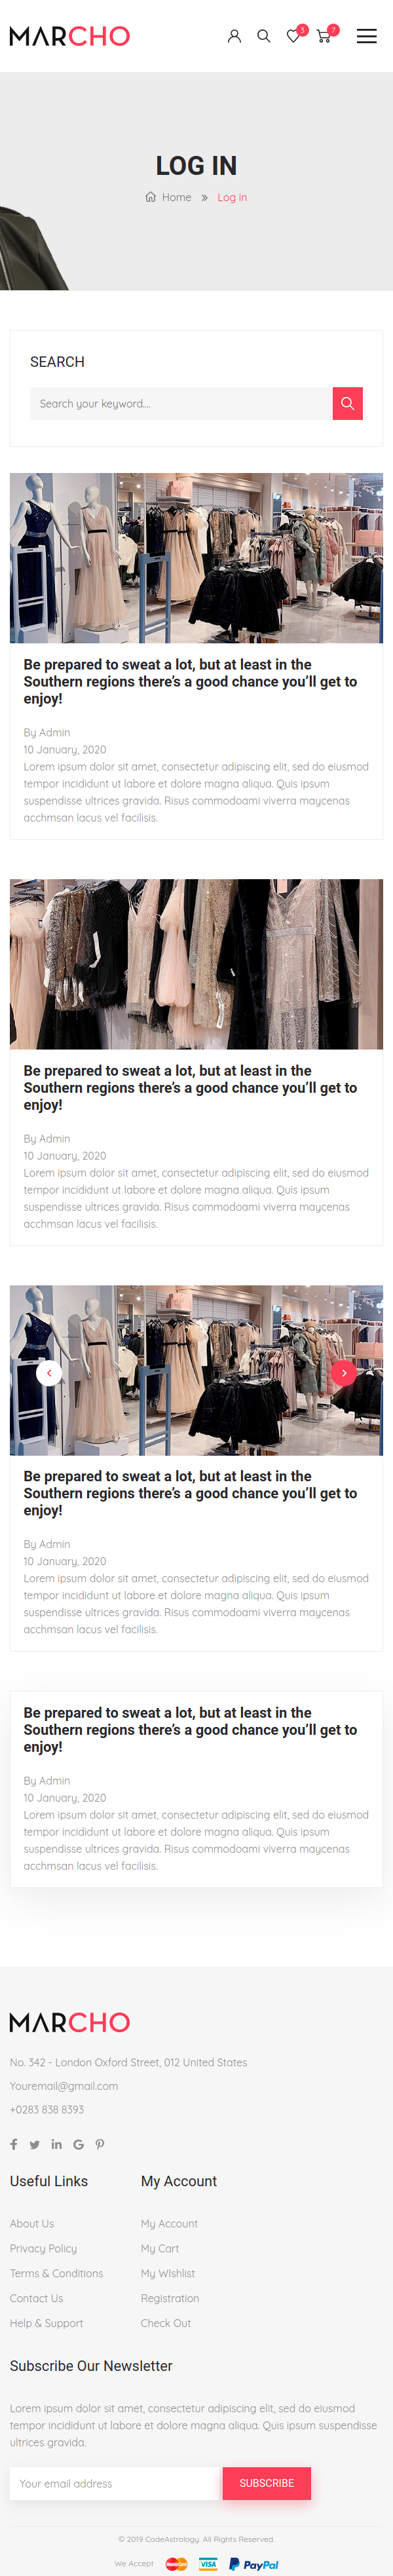 MARCHO
3
7
LOG IN
Home » Log in
SEARCH
Search your keyword....
Be prepared to sweat a lot, but at least in the
Southern regions there’s a good chance you’ll get to
enjoy!
By Admin
10 January, 2020
Lorem ipsum dolor sit amet, consectetur adipiscing elit, sed do eiusmod
tempor incididunt ut labore et dolore magna aliqua. Quis ipsum
suspendisse ultrices gravida. Risus commodoami viverra maycenas
acchmsan lacus vel facilisis.
Be prepared to sweat a lot, but at least in the
Southern regions there’s a good chance you’ll get to
enjoy!
By Admin
10 January, 2020
Lorem ipsum dolor sit amet, consectetur adipiscing elit, sed do eiusmod
tempor incididunt ut labore et dolore magna aliqua. Quis ipsum
suspendisse ultrices gravida. Risus commodoami viverra maycenas
acchmsan lacus vel facilisis.
Be prepared to sweat a lot, but at least in the
Southern regions there’s a good chance you’ll get to
enjoy!
By Admin
10 January, 2020
Lorem ipsum dolor sit amet, consectetur adipiscing elit, sed do eiusmod
tempor incididunt ut labore et dolore magna aliqua. Quis ipsum
suspendisse ultrices gravida. Risus commodoami viverra maycenas
acchmsan lacus vel facilisis.
Be prepared to sweat a lot, but at least in the
Southern regions there’s a good chance you’ll get to
enjoy!
By Admin
10 January, 2020
Lorem ipsum dolor sit amet, consectetur adipiscing elit, sed do eiusmod
tempor incididunt ut labore et dolore magna aliqua. Quis ipsum
suspendisse ultrices gravida. Risus commodoami viverra maycenas
acchmsan lacus vel facilisis.
MARCHO
No. 342 - London Oxford Street, 012 United States
Youremail@gmail.com
+0283 838 8393
Useful Links
About Us
Privacy Policy
Terms & Conditions
Contact Us
Help & Support
My Account
My Account
My Cart
My WIshlist
Registration
Check Out
Subscribe Our Newsletter
Lorem ipsum dolor sit amet, consectetur adipiscing elit, sed do eiusmod
tempor incididunt ut labore et dolore magna aliqua. Quis ipsum suspendisse
ultrices gravida.
Your email address
SUBSCRIBE
© 2019 CodeAstrology. All Rights Reserved.
We Accept
VISA
PayPal